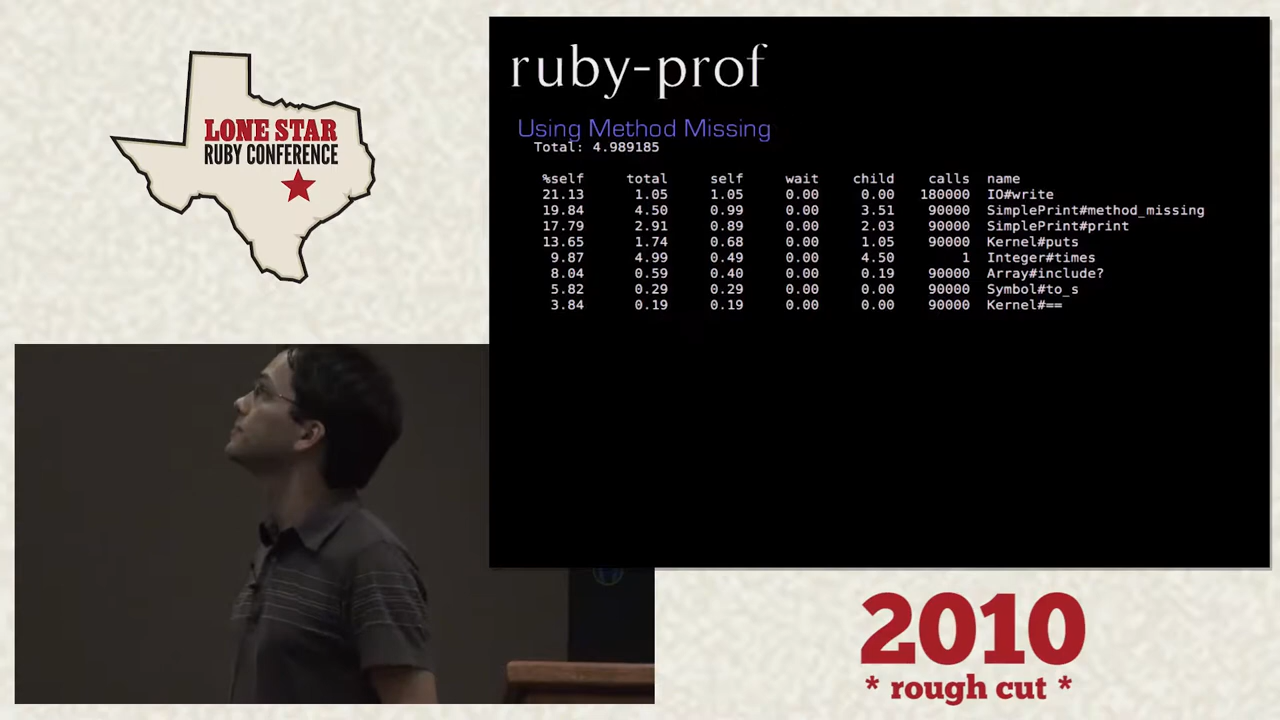 LONE STAR
RUBY CONFERENCE
ruby-prof
Using Method Missing
Total: 4.989185
%self total self wait child calls name
21.13 1.05 1.05 0.00 0.00 180000 IO#write
19.84 4.50 0.99 0.00 3.51 90000 SimplePrint#method_missing
17.79 2.91 0.89 0.00 2.03 90000 SimplePrint#print
13.65 1.74 0.68 0.00 1.05 90000 Kernel#puts
9.87 4.99 0.49 0.00 4.50 1 Integer#times
8.04 0.59 0.40 0.00 0.19 90000 Array#include?
5.82 0.29 0.29 0.00 0.00 90000 Symbol#to_s
3.84 0.19 0.19 0.00 0.00 90000 Kernel#==
2010
* rough cut *